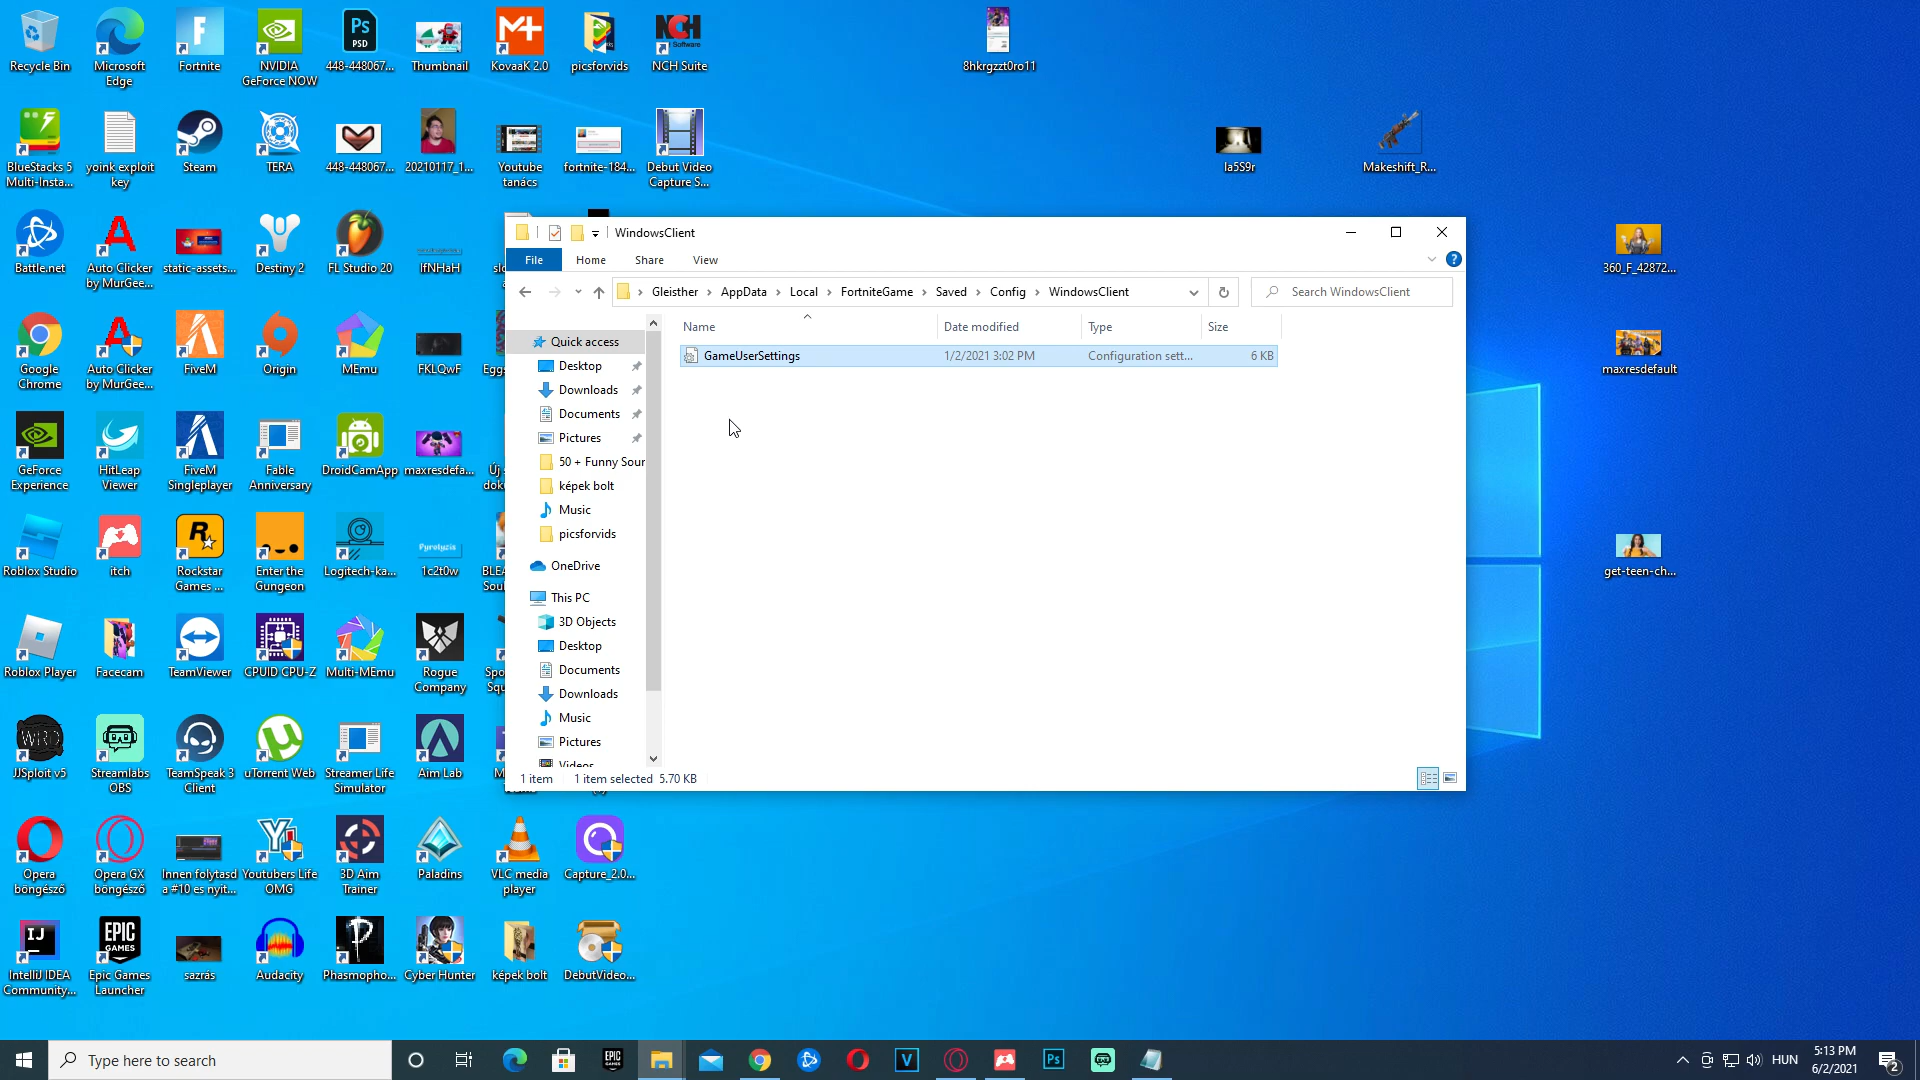 Recycle Bin
Microsoft
Edge
Fortnite
NVIDIA
GeForce NOW
448-448067...
Thumbnail
KovaaK 2.0
picsforvids
NCH Suite
8hkrgzzt0ro11
BlueStacks 5
Multi-Insta...
yoink exploit
key
Steam
TERA
448-448067...
20210117_1...
Youtube
tanács
fortnite-184...
Debut Video
Capture S...
la5S9r
Makeshift_R...
Battle.net
Auto Clicker
by MurGee...
static-assets...
Destiny 2
FL Studio 20
lfNHaH
360_F_42872...
Google
Chrome
Auto Clicker
by MurGee...
FiveM
Origin
MEmu
FKLQwF
maxresdefault
GeForce
Experience
HitLeap
Viewer
FiveM
Singleplayer
Fable
Anniversary
DroidCamApp
maxresdefa...
Roblox Studio
itch
Rockstar
Games ...
Enter the
Gungeon
Logitech-ka...
Pyrolyzis
1c2t0w
get-teen-ch...
Roblox Player
Facecam
TeamViewer
CPUID CPU-Z
Multi-MEmu
Rogue
Company
JJSploit v5
Streamlabs
OBS
TeamSpeak 3
Client
uTorrent Web
Streamer Life
Simulator
Aim Lab
Opera
böngésző
Opera GX
böngésző
Innen folytasd
a #10 es nyit...
Youtubers Life
OMG
3D Aim
Trainer
Paladins
VLC media
player
Capture_2.0...
IntelliJ IDEA
Community...
Epic Games
Launcher
sazrás
Audacity
Phasmopho...
Cyber Hunter
képek bolt
DebutVideo...
WindowsClient
File Home Share View
Gleisther AppData Local FortniteGame Saved Config WindowsClient
Search WindowsClient
Name Date modified Type Size
GameUserSettings 1/2/2021 3:02 PM Configuration sett... 6 KB
Quick access
Desktop
Downloads
Documents
Pictures
50 + Funny Sour
képek bolt
Music
picsforvids
OneDrive
This PC
3D Objects
Desktop
Documents
Downloads
Music
Pictures
Videos
1 item 1 item selected 5.70 KB
Type here to search
HUN
5:13 PM
6/2/2021
2